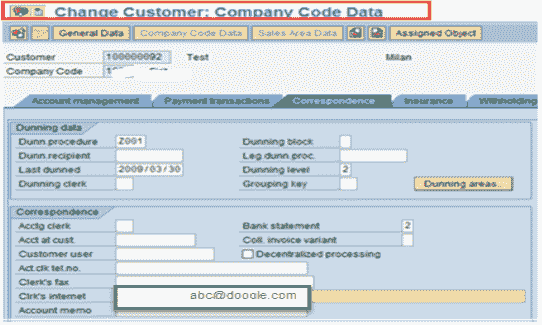 Change Customer: Company Code Data
General Data Company Code Data Sales Area Data Assigned Object
Customer 100000092 Test Milan
Company Code
Account management Payment transactions Correspondence Insurance Withholding
Dunning data
Dunn.procedure Z001 Dunning block
Dunn.recipient Leg.dunn.proc.
Last dunned 2009/03/30 Dunning level 2
Dunning clerk Grouping key Dunning areas..
Correspondence
Acctg clerk Bank statement 2
Acct at cust. Coll. invoice variant
Customer user Decentralized processing
Act.clk tel.no.
Clerk's fax
Clrk's internet abc@doogle.com
Account memo